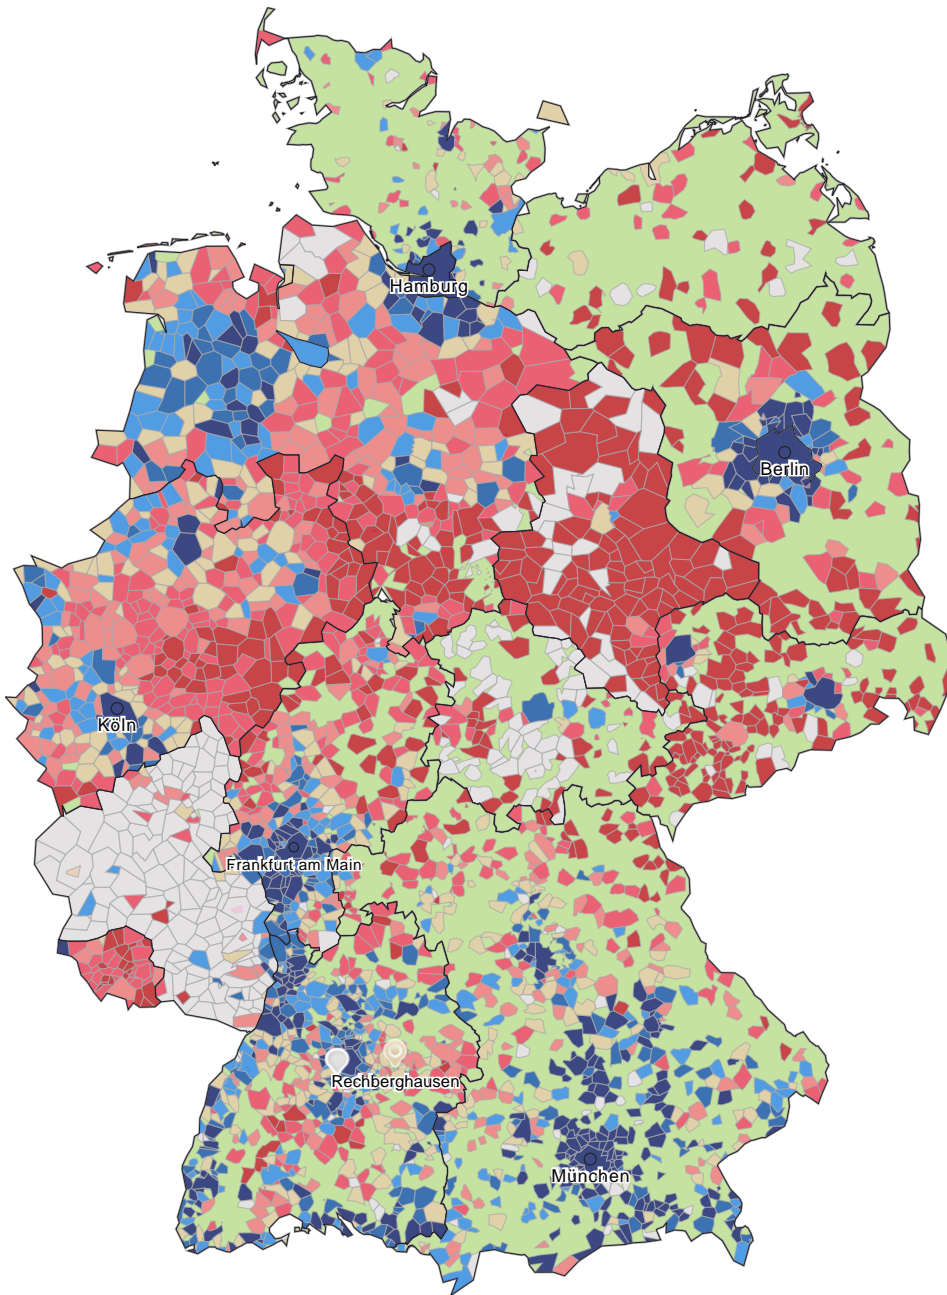 Hamburg
Berlin
Köln
Frankfurt am Main
Rechberghausen
München